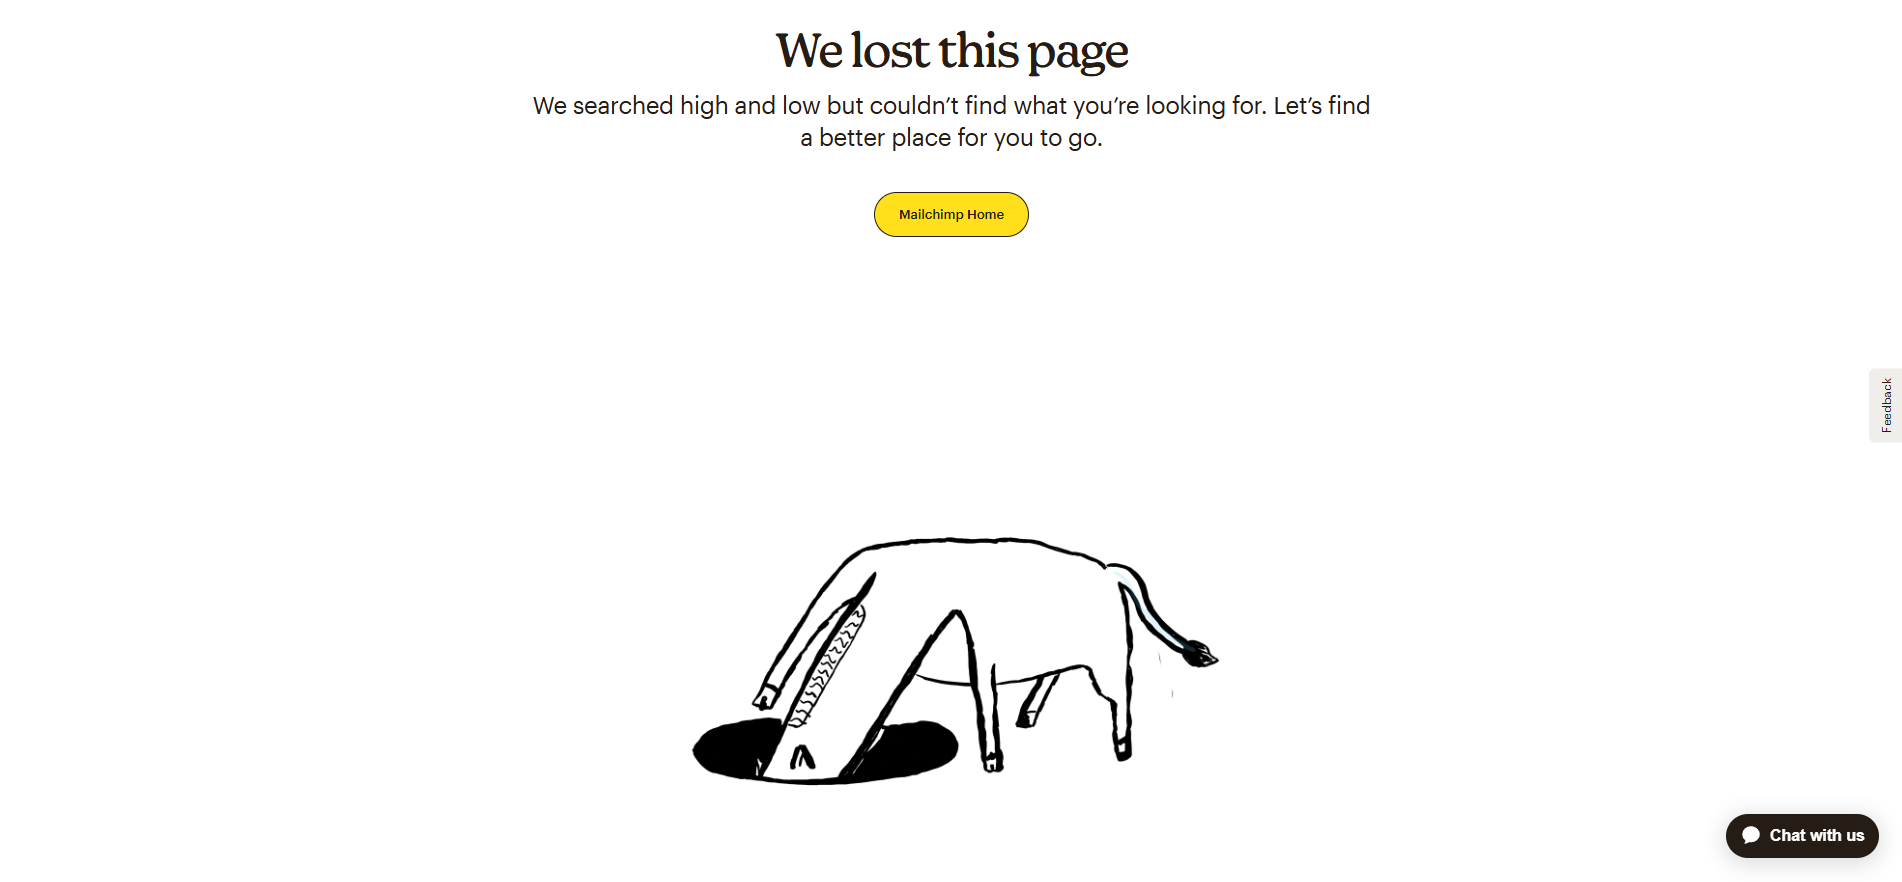 We lost this page
We searched high and low but couldn’t find what you’re looking for. Let’s find
a better place for you to go.
Mailchimp Home
Feedback
Chat with us